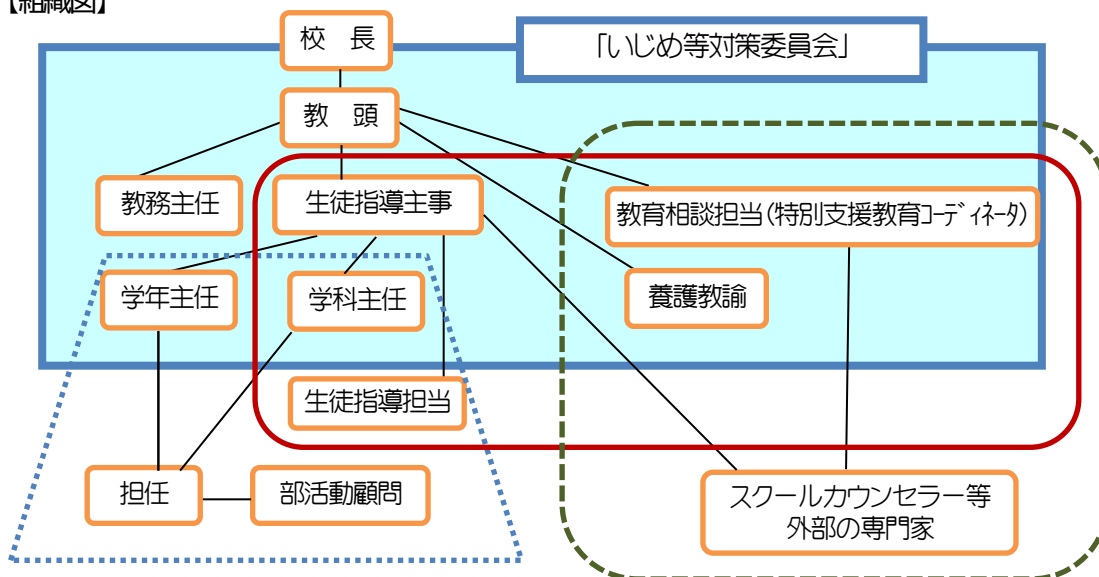 【組織図】
校　長
「いじめ等対策委員会」
教　頭
教務主任
生徒指導主事
教育相談担当(特別支援教育ｺｰﾃﾞｨﾈｰﾀ)
学年主任
学科主任
養護教諭
生徒指導担当
担任
部活動顧問
スクールカウンセラー等
外部の専門家